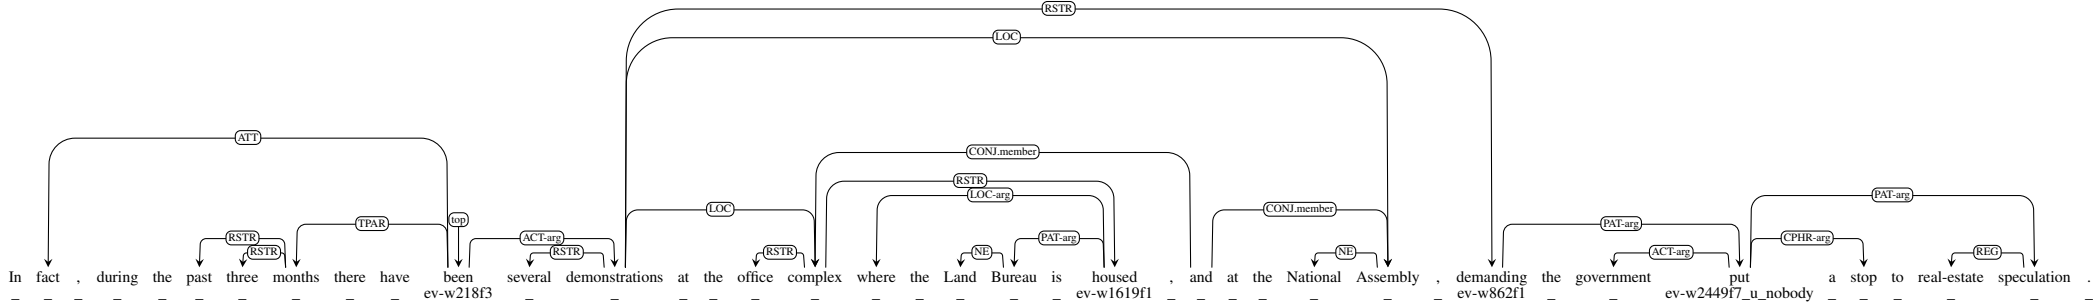 RSTR
LOC
ATT
CONJ.member
RSTR
LOC-arg PAT-arg
LOC CONJ.member
top
TPAR PAT-arg
RSTR ACT-arg PAT-arg CPHR-arg
RSTR RSTR RSTR NE NE ACT-arg REG
In fact , during the past three months there have been several demonstrations at the office complex where the Land Bureau is housed , and at the National Assembly , demanding the government put a stop to real-estate speculation .
_ _ _ _ _ _ _ _ _ _ ev-w218f3 _ _ _ _ _ _ _ _ _ _ _ ev-w1619f1 _ _ _ _ _ _ _ ev-w862f1 _ _ ev-w2449f7_u_nobody _ _ _ _ _ _